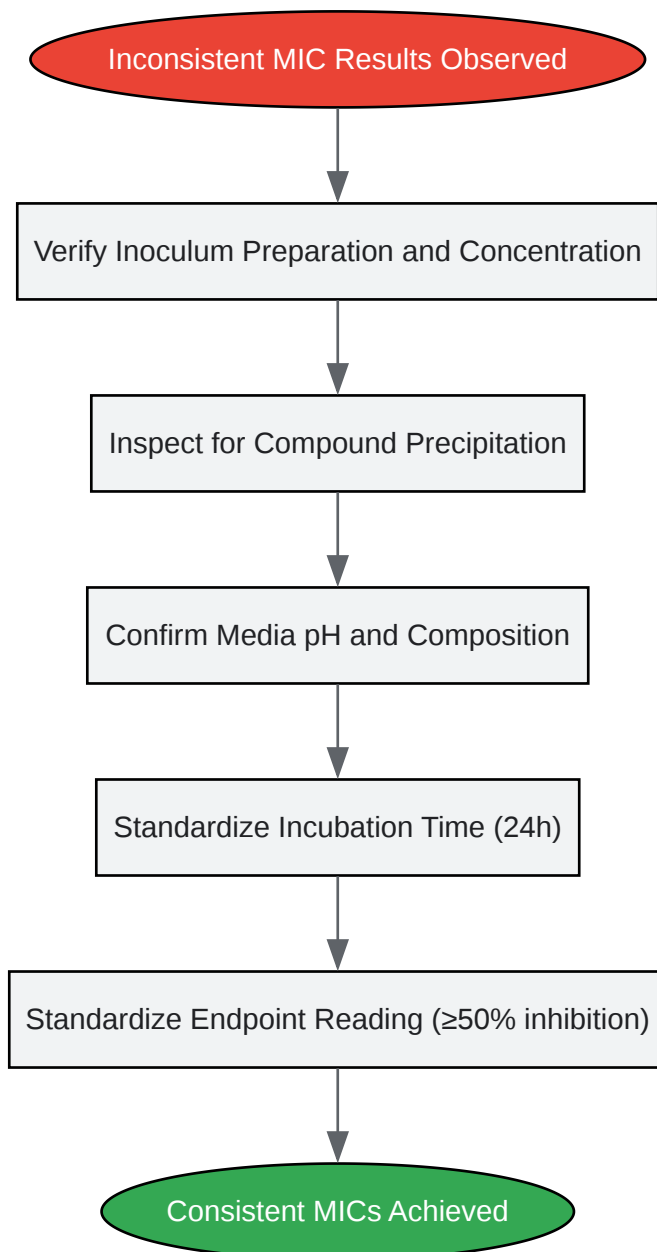 Inconsistent MIC Results Observed
Verify Inoculum Preparation and Concentration
Inspect for Compound Precipitation
Confirm Media pH and Composition
Standardize Incubation Time (24h)
Standardize Endpoint Reading (≥50% inhibition)
Consistent MICs Achieved